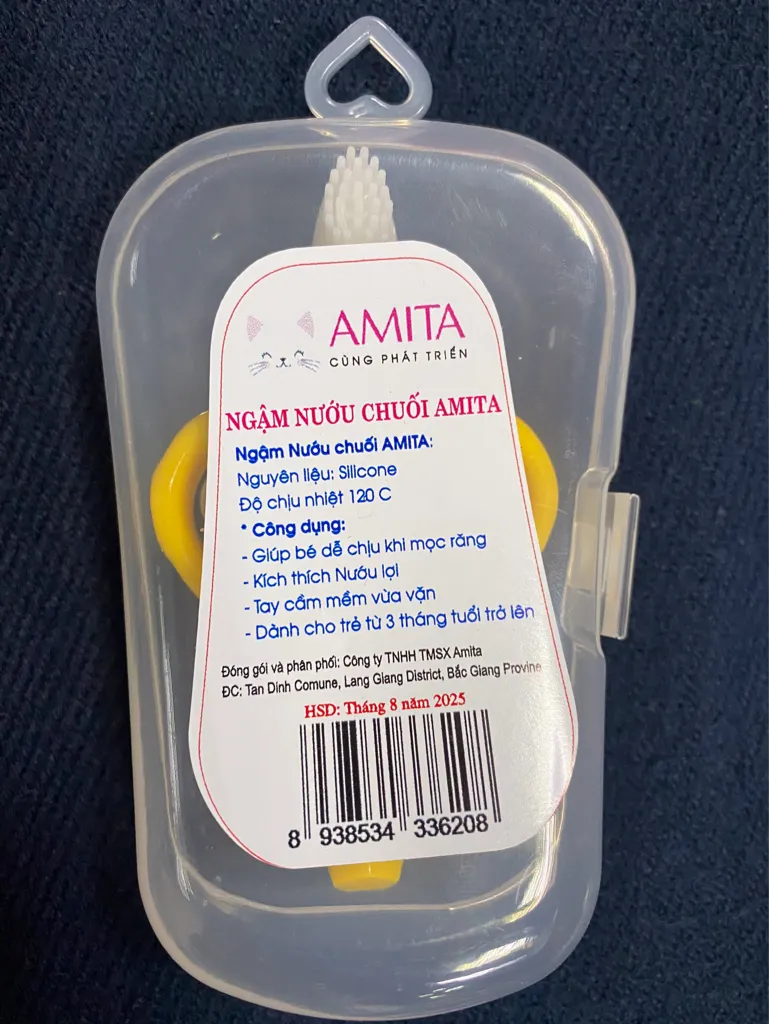 AMITA
CÙNG PHÁT TRIỂN
NGẬM NƯỚU CHUỐI AMITA
Ngậm Nướu chuối AMITA:
Nguyên liệu: Silicone
Độ chịu nhiệt 120 C
* Công dụng:
- Giúp bé dễ chịu khi mọc răng
- Kích thích Nướu lợi
- Tay cầm mềm vừa vặn
- Dành cho trẻ từ 3 tháng tuổi trở lên
Đóng gói và phân phối: Công ty TNHH TMSX Amita
ĐC: Tan Dinh Comune, Lang Giang District, Bắc Giang Provine
HSD: Tháng 8 năm 2025
8 938534 336208